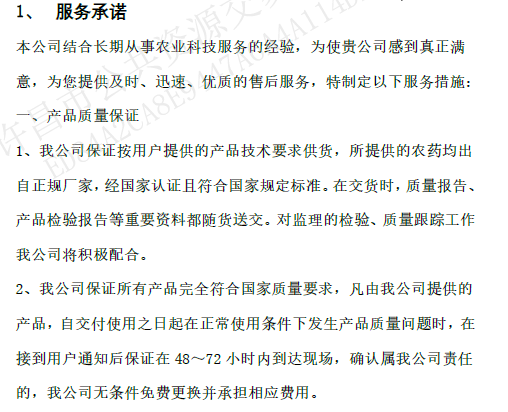 1、 服务承诺
本公司结合长期从事农业科技服务的经验，为使贵公司感到真正满
意，为您提供及时、迅速、优质的售后服务，特制定以下服务措施：
一、产品质量保证
1、我公司保证按用户提供的产品技术要求供货，所提供的农药均出
自正规厂家，经国家认证且符合国家规定标准。在交货时，质量报告、
产品检验报告等重要资料都随货送交。对监理的检验、质量跟踪工作
我公司将积极配合。
2、我公司保证所有产品完全符合国家质量要求，凡由我公司提供的
产品，自交付使用之日起在正常使用条件下发生产品质量问题时，在
接到用户通知后保证在 48～72 小时内到达现场，确认属我公司责任
的，我公司无条件免费更换并承担相应费用。
许昌市公共资源交